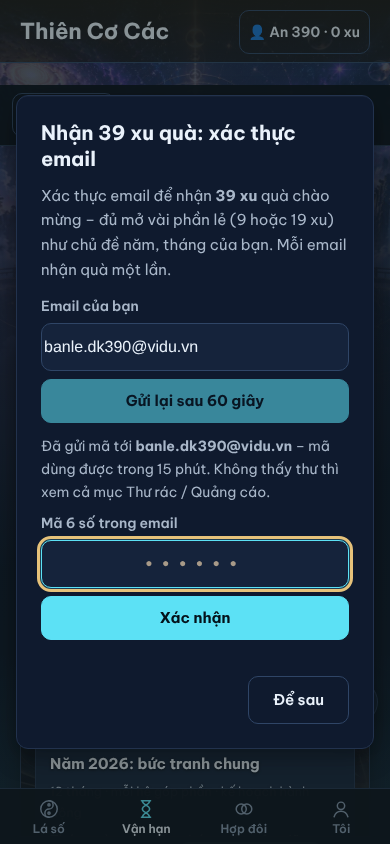 Thiên Cơ Các
An 390 · 0 xu
Nhận 39 xu quà: xác thực
email
Xác thực email để nhận 39 xu quà chào
mừng – đủ mở vài phần lẻ (9 hoặc 19 xu)
như chủ đề năm, tháng của bạn. Mỗi email
nhận quà một lần.
Email của bạn
banle.dk390@vidu.vn
Gửi lại sau 60 giây
Đã gửi mã tới banle.dk390@vidu.vn – mã
dùng được trong 15 phút. Không thấy thư thì
xem cả mục Thư rác / Quảng cáo.
Mã 6 số trong email
••••••
Xác nhận
Để sau
Năm 2026: bức tranh chung
Lá số
Vận hạn
Hợp đôi
Tôi